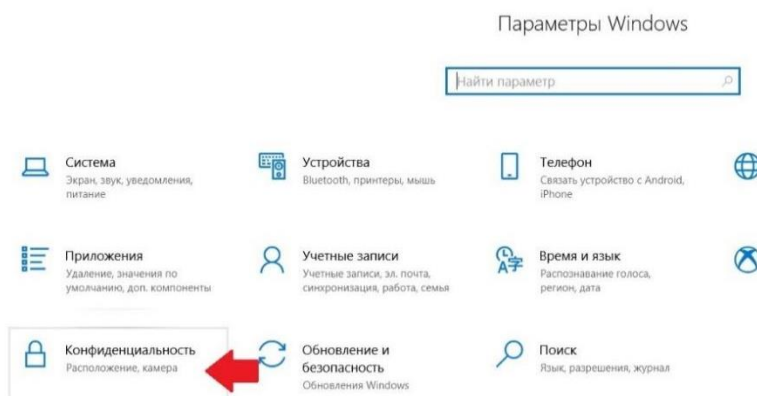 Параметры Windows
Найти параметр
Система
Экран, звук, уведомления,
питание
Устройства
Bluetooth, принтеры, мышь
Телефон
Связать устройство с Android,
iPhone
Приложения
Удаление, значения по
умолчанию, доп. компоненты
Учетные записи
Учетные записи, эл. почта,
синхронизация, работа, семья
Время и язык
Распознавание голоса,
регион, дата
Конфиденциальность
Расположение, камера
Обновление и
безопасность
Обновления Windows
Поиск
Язык, разрешения, журнал